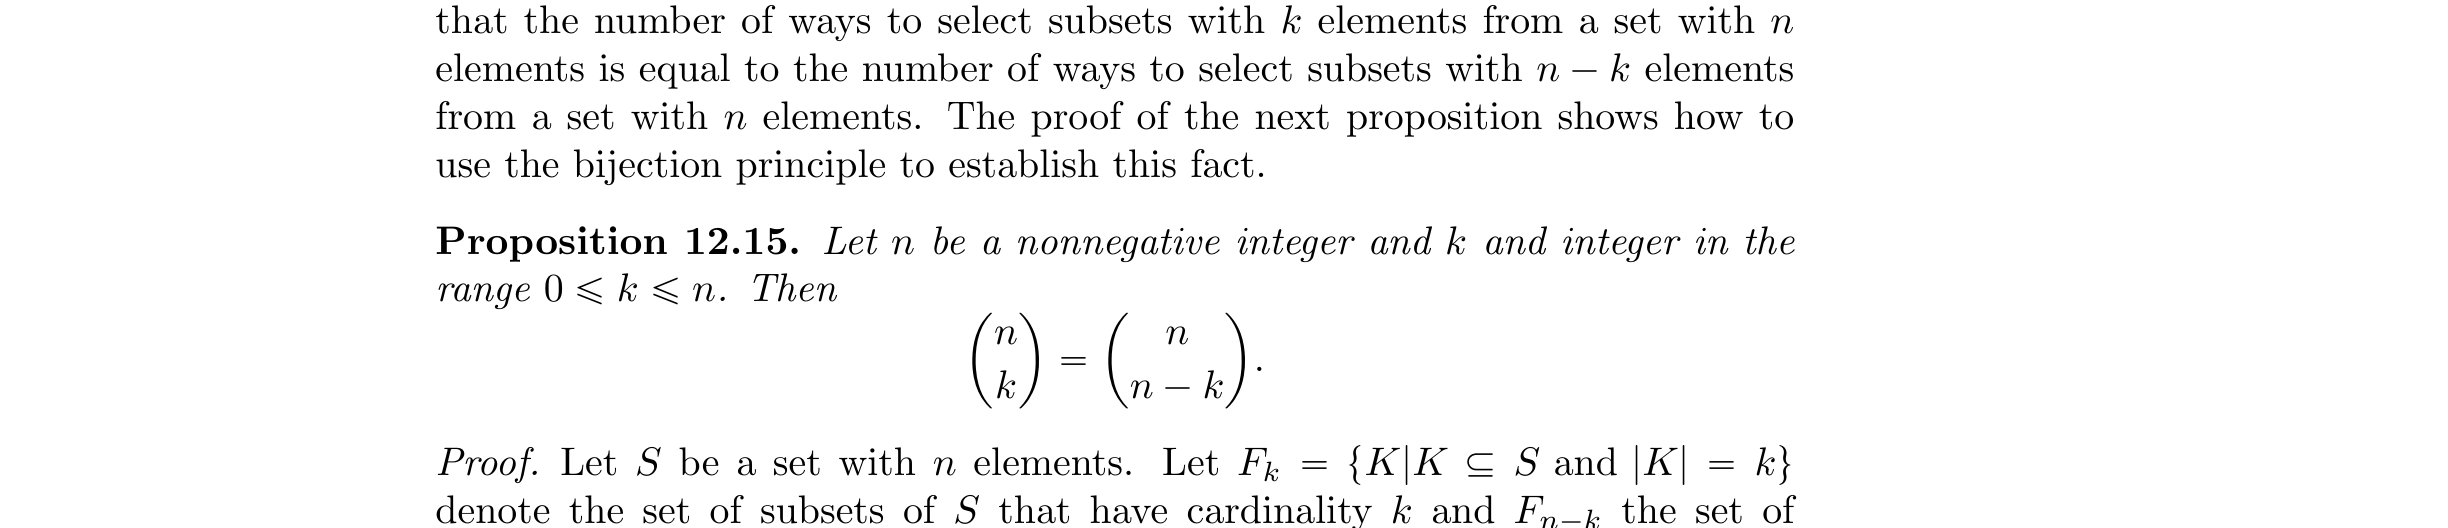 that the number of ways to select subsets with k elements from a set with n
elements is equal to the number of ways to select subsets with n − k elements
from a set with n elements. The proof of the next proposition shows how to
use the bijection principle to establish this fact.
Proposition 12.15. Let n be a nonnegative integer and k and integer in the
range 0 ⩽ k ⩽ n. Then
\binom{n}{k} = \binom{n}{n − k}.
Proof. Let S be a set with n elements. Let F_k = {K|K ⊆ S and |K| = k}
denote the set of subsets of S that have cardinality k and F_{n−k} the set of